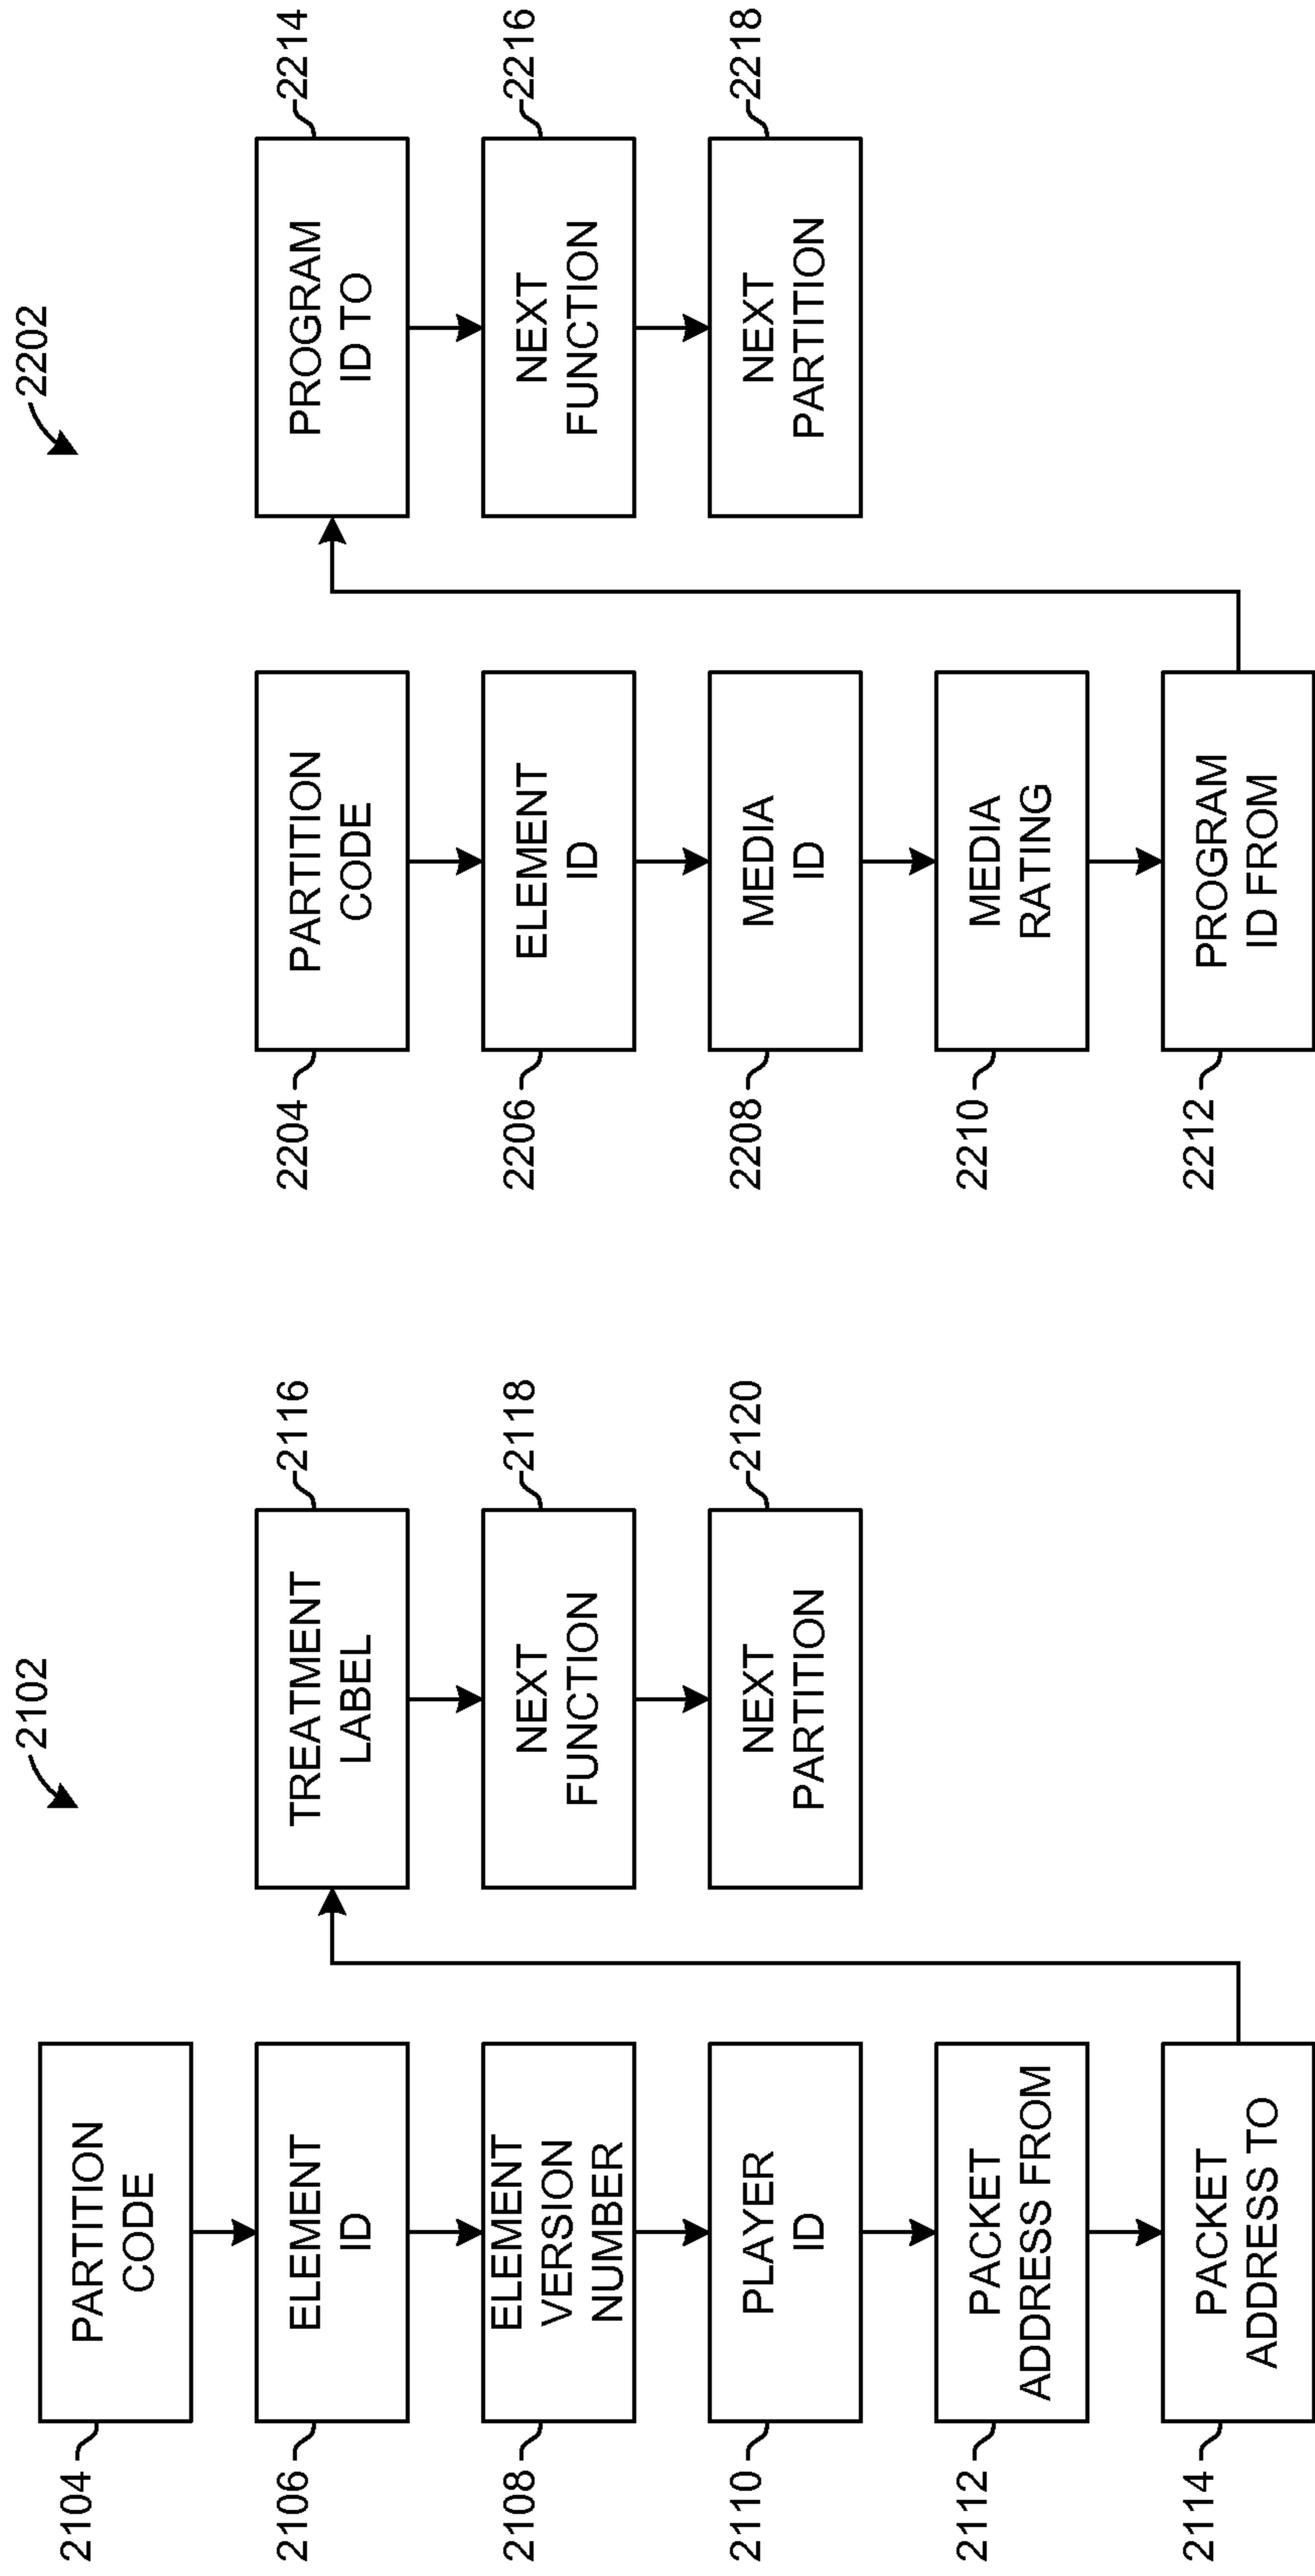 2102
2104
PARTITION
CODE
2106
ELEMENT
ID
2108
ELEMENT
VERSION
NUMBER
2110
PLAYER
ID
2112
PACKET
ADDRESS FROM
2114
PACKET
ADDRESS TO
TREATMENT
LABEL
2116
NEXT
FUNCTION
2118
NEXT
PARTITION
2120
2202
2204
PARTITION
CODE
2206
ELEMENT
ID
2208
MEDIA
ID
2210
MEDIA
RATING
2212
PROGRAM
ID FROM
PROGRAM
ID TO
2214
NEXT
FUNCTION
2216
NEXT
PARTITION
2218